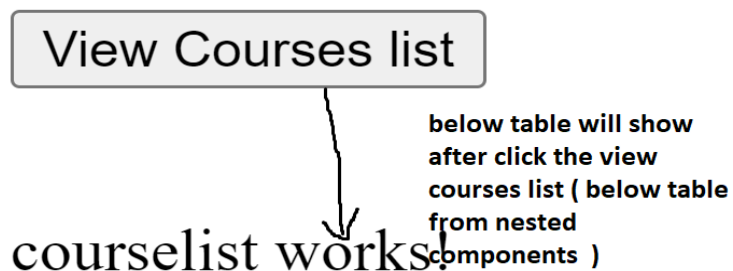 View Courses list
below table will show
after click the view
courses list ( below table
from nested
components )
courselist works!